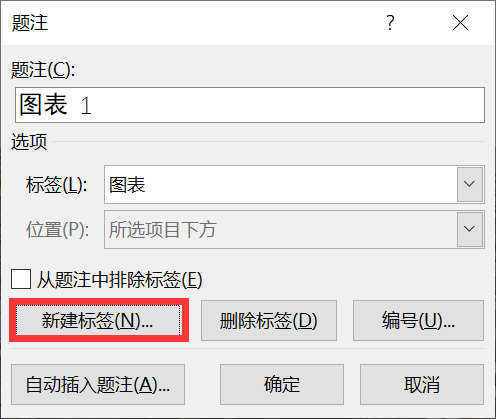 题注
?
题注(C):
图表 1
选项
标签(L): 图表
位置(P): 所选项目下方
从题注中排除标签(E)
新建标签(N)... 删除标签(D) 编号(U)...
自动插入题注(A)... 确定 取消